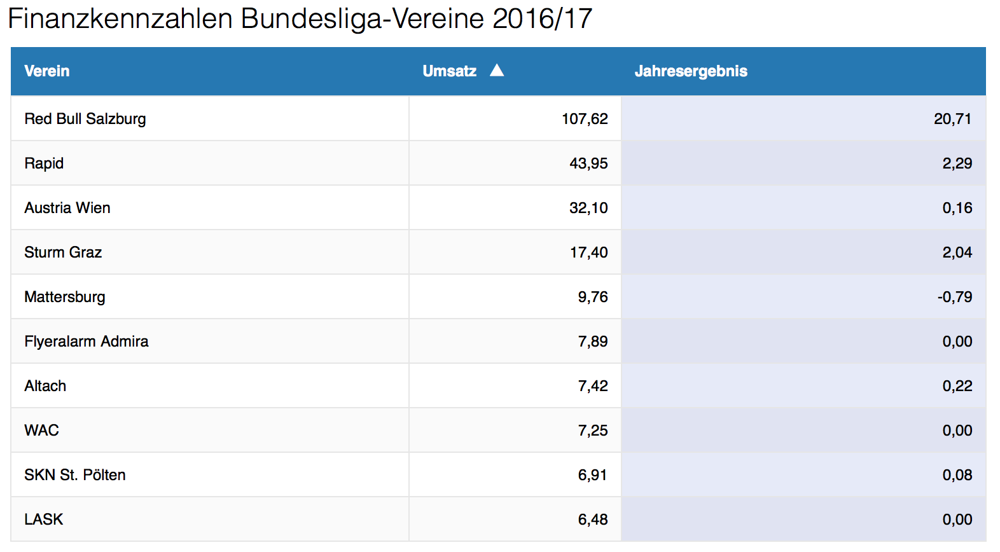 Finanzkennzahlen Bundesliga-Vereine 2016/17
Verein Umsatz ▲ Jahresergebnis
Red Bull Salzburg 107,62 20,71
Rapid 43,95 2,29
Austria Wien 32,10 0,16
Sturm Graz 17,40 2,04
Mattersburg 9,76 -0,79
Flyeralarm Admira 7,89 0,00
Altach 7,42 0,22
WAC 7,25 0,00
SKN St. Pölten 6,91 0,08
LASK 6,48 0,00